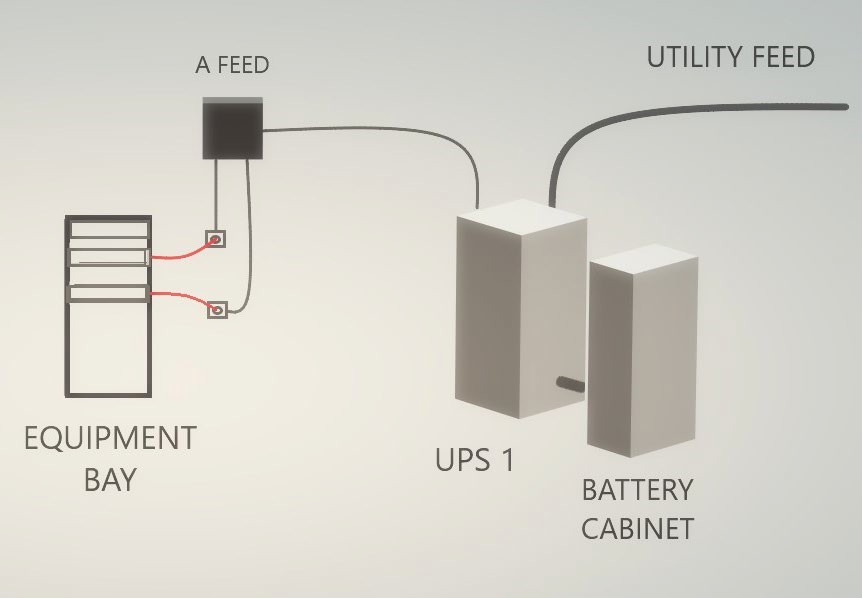 A FEED
UTILITY FEED
EQUIPMENT
BAY
UPS 1
BATTERY
CABINET